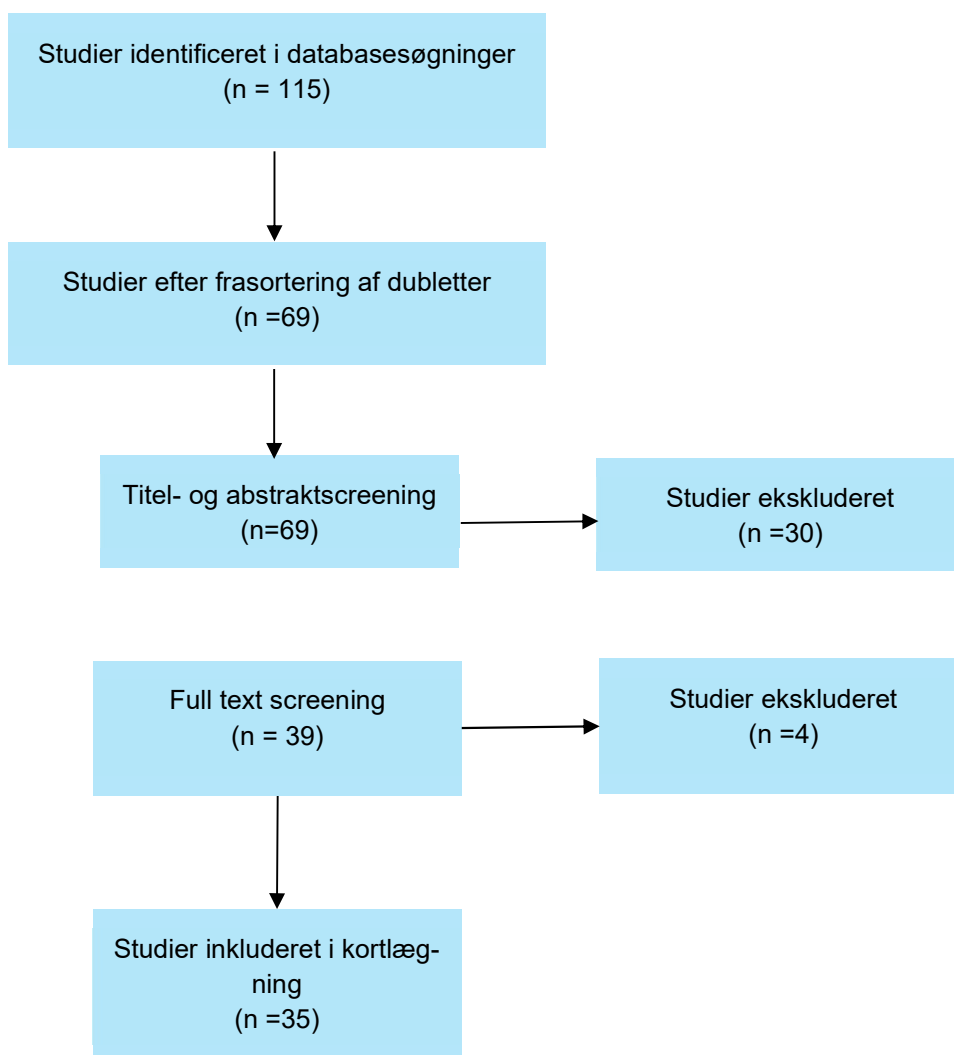 Studier identificeret i databasesøgninger
(n = 115)
Studier efter frasortering af dubletter
(n =69)
Titel- og abstraktscreening
(n=69)
Studier ekskluderet
(n =30)
Full text screening
(n = 39)
Studier ekskluderet
(n =4)
Studier inkluderet i kortlæg-
ning
(n =35)